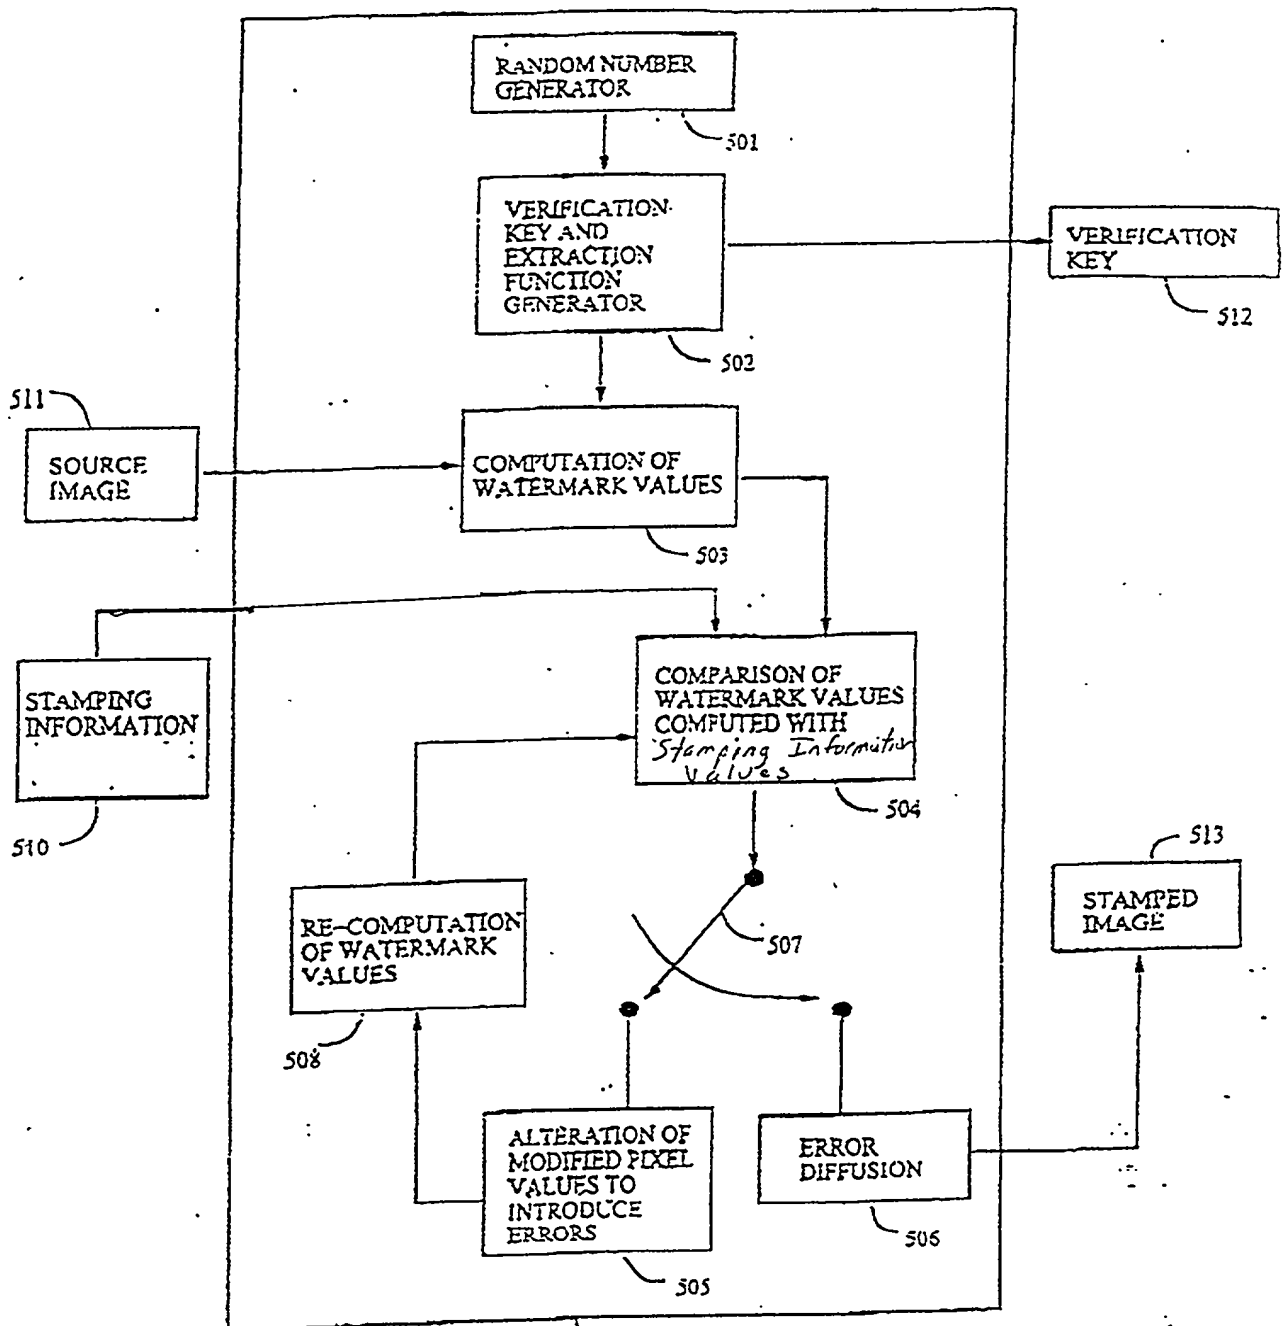 RANDOM NUMBER
GENERATOR
501
VERIFICATION
KEY AND
EXTRACTION
FUNCTION
GENERATOR
502
VERIFICATION
KEY
512
511
SOURCE
IMAGE
COMPUTATION OF
WATERMARK VALUES
503
STAMPING
INFORMATION
510
COMPARISON OF
WATERMARK VALUES
COMPUTED WITH
Stamping Information
Values
504
513
STAMPED
IMAGE
RE-COMPUTATION
OF WATERMARK
VALUES
508
507
ALTERATION OF
MODIFIED PIXEL
VALUES TO
INTRODUCE
ERRORS
505
ERROR
DIFFUSION
506